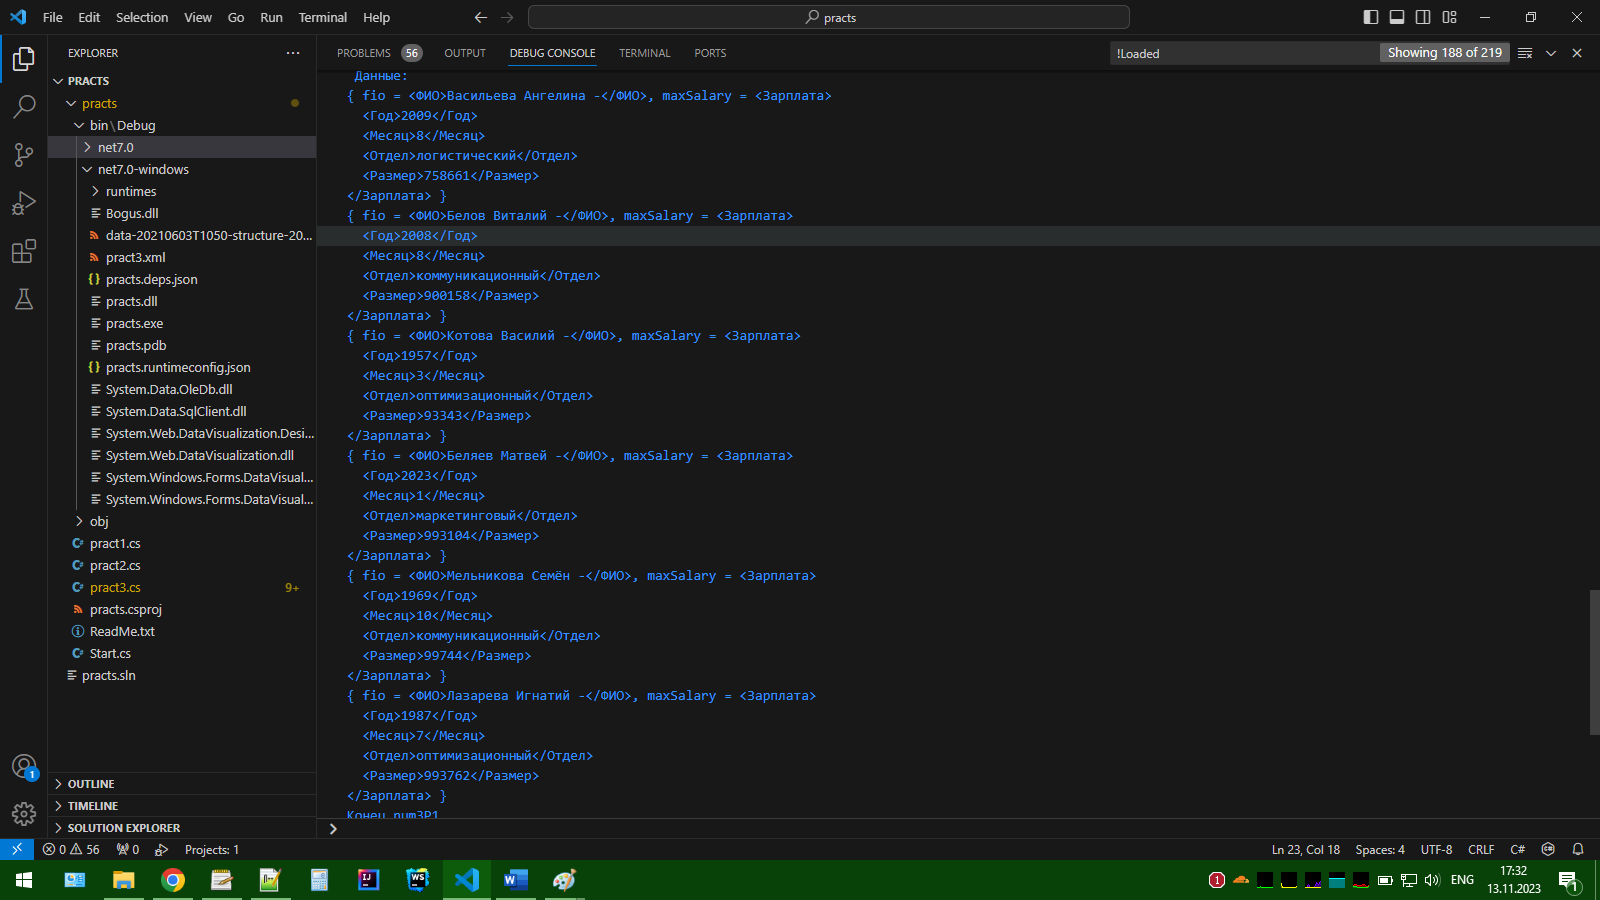 File Edit Selection View Go Run Terminal Help
practs
EXPLORER
PRACTS
practs
bin\Debug
net7.0
net7.0-windows
runtimes
Bogus.dll
data-20210603T1050-structure-20...
pract3.xml
practs.deps.json
practs.dll
practs.exe
practs.pdb
practs.runtimeconfig.json
System.Data.OleDb.dll
System.Data.SqlClient.dll
System.Web.DataVisualization.Desi...
System.Web.DataVisualization.dll
System.Windows.Forms.DataVisual...
System.Windows.Forms.DataVisual...
obj
pract1.cs
pract2.cs
pract3.cs 9+
practs.csproj
ReadMe.txt
Start.cs
practs.sln
OUTLINE
TIMELINE
SOLUTION EXPLORER
1
PROBLEMS 56 OUTPUT DEBUG CONSOLE TERMINAL PORTS
!Loaded Showing 188 of 219
Данные:
{ fio = <ФИО>Васильева Ангелина -</ФИО>, maxSalary = <Зарплата>
<Год>2009</Год>
<Месяц>8</Месяц>
<Отдел>логистический</Отдел>
<Размер>758661</Размер>
</Зарплата> }
{ fio = <ФИО>Белов Виталий -</ФИО>, maxSalary = <Зарплата>
<Год>2008</Год>
<Месяц>8</Месяц>
<Отдел>коммуникационный</Отдел>
<Размер>900158</Размер>
</Зарплата> }
{ fio = <ФИО>Котова Василий -</ФИО>, maxSalary = <Зарплата>
<Год>1957</Год>
<Месяц>3</Месяц>
<Отдел>оптимизационный</Отдел>
<Размер>93343</Размер>
</Зарплата> }
{ fio = <ФИО>Беляев Матвей -</ФИО>, maxSalary = <Зарплата>
<Год>2023</Год>
<Месяц>1</Месяц>
<Отдел>маркетинговый</Отдел>
<Размер>993104</Размер>
</Зарплата> }
{ fio = <ФИО>Мельникова Семён -</ФИО>, maxSalary = <Зарплата>
<Год>1969</Год>
<Месяц>10</Месяц>
<Отдел>коммуникационный</Отдел>
<Размер>99744</Размер>
</Зарплата> }
{ fio = <ФИО>Лазарева Игнатий -</ФИО>, maxSalary = <Зарплата>
<Год>1987</Год>
<Месяц>7</Месяц>
<Отдел>оптимизационный</Отдел>
<Размер>993762</Размер>
</Зарплата> }
Конец num3P1
0 56 0 Projects: 1 Ln 23, Col 18 Spaces: 4 UTF-8 CRLF C#
ENG 17:32
13.11.2023
1